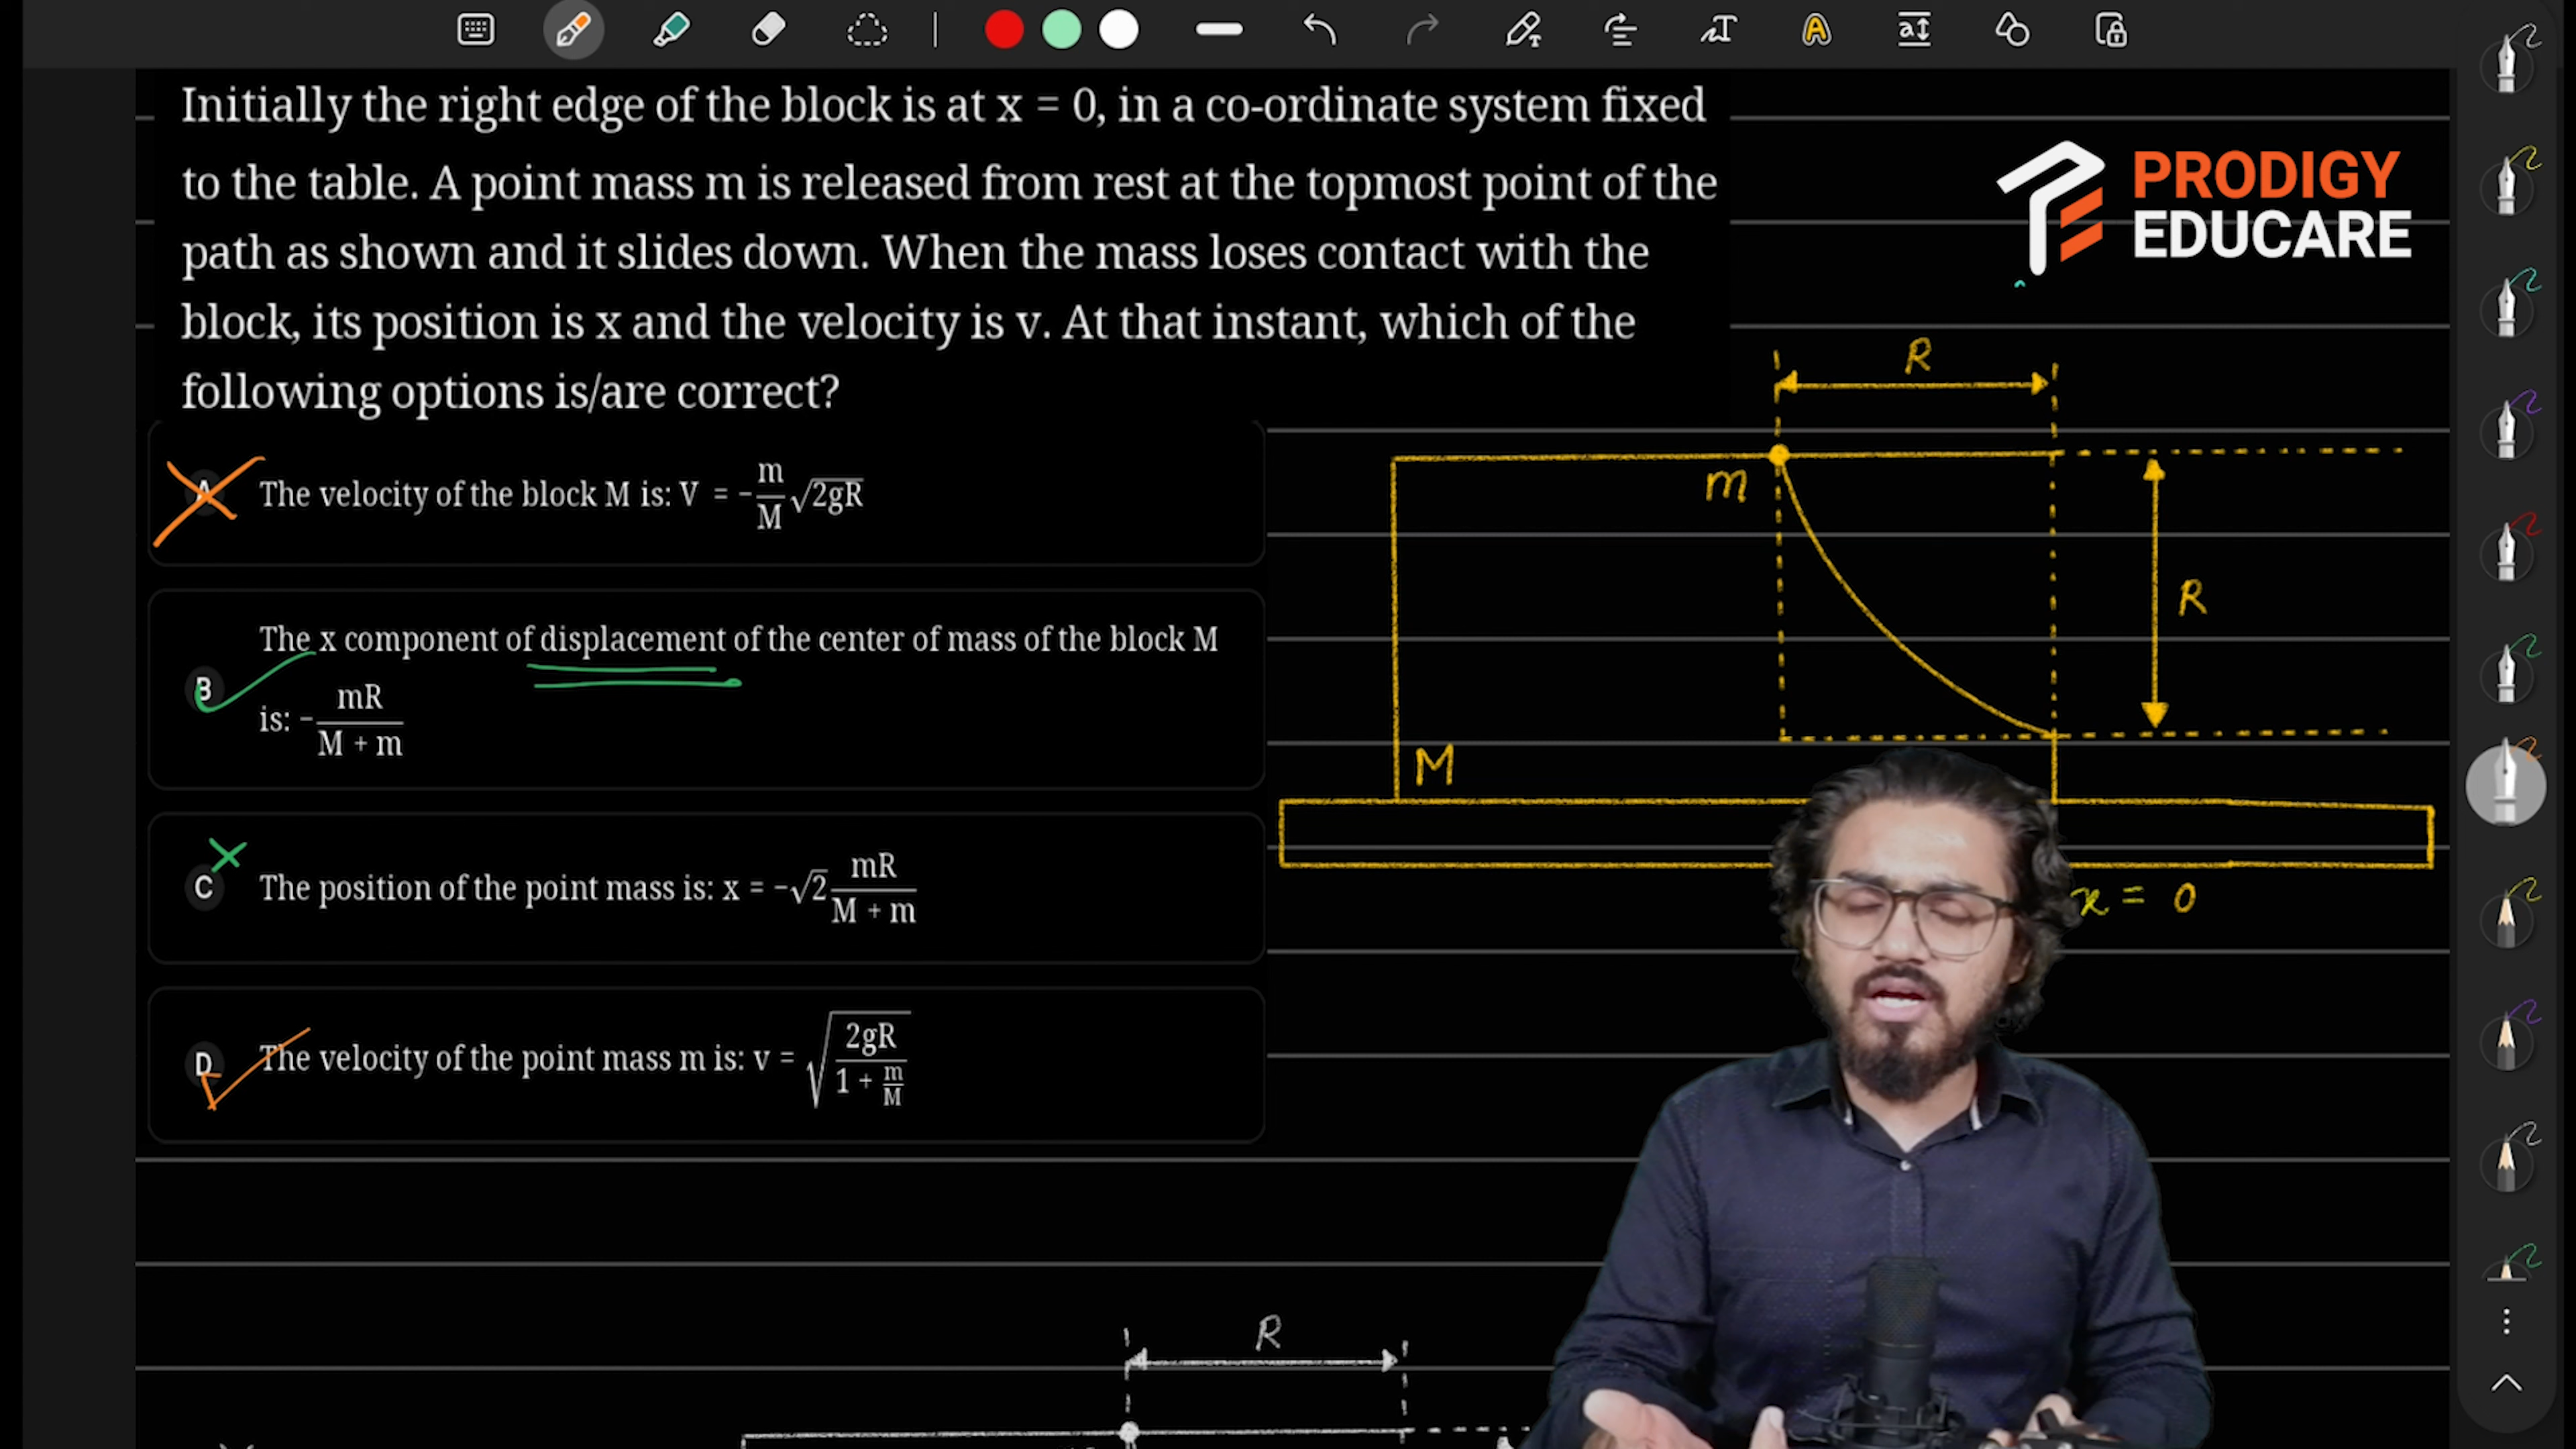 Initially the right edge of the block is at x = 0, in a co-ordinate system fixed
to the table. A point mass m is released from rest at the topmost point of the
path as shown and it slides down. When the mass loses contact with the
block, its position is x and the velocity is v. At that instant, which of the
following options is/are correct?
PRODIGY
EDUCARE
A The velocity of the block M is: V = -m/M √2gR
B The x component of displacement of the center of mass of the block M
is: - mR/(M + m)
C The position of the point mass is: x = -√2 mR/(M + m)
D The velocity of the point mass m is: v = √(2gR/(1 + m/M))
R
m
R
M
x = 0
R